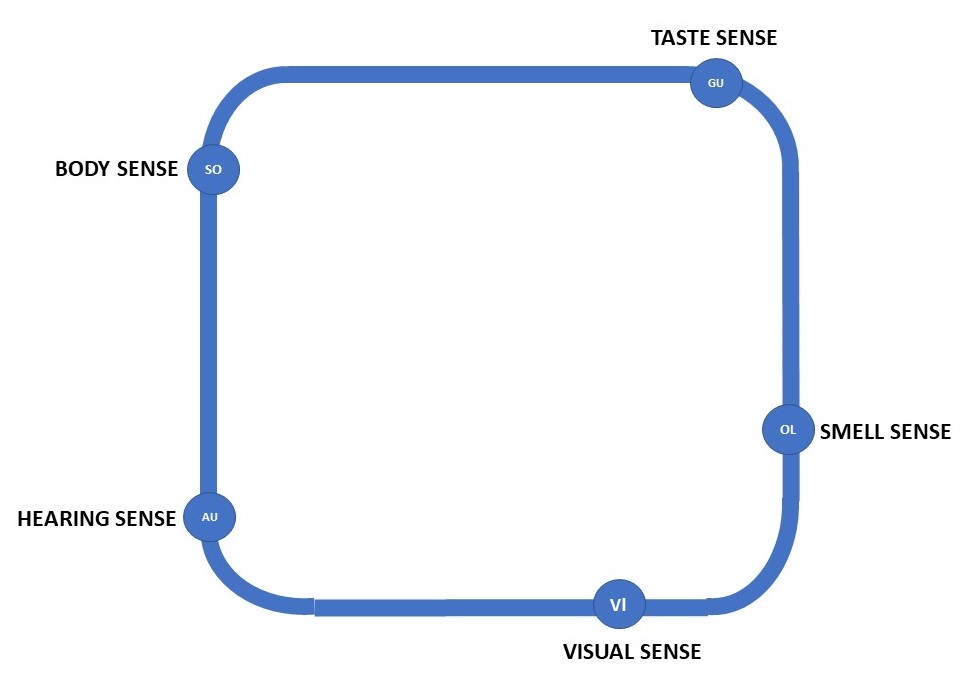 TASTE SENSE
GU
BODY SENSE
SO
OL
SMELL SENSE
HEARING SENSE
AU
VI
VISUAL SENSE